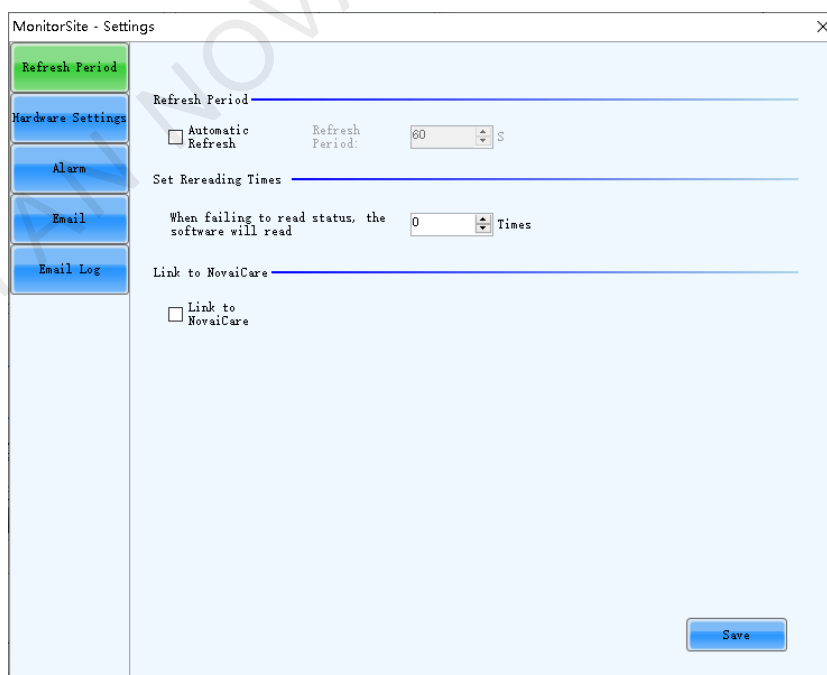 MonitorSite - Settings
Refresh Period
Hardware Settings
Alarm
Email
Email Log
Refresh Period
Automatic
Refresh
Refresh
Period:
60
S
Set Rereading Times
When failing to read status, the
software will read
0
Times
Link to NovaiCare
Link to
NovaiCare
Save